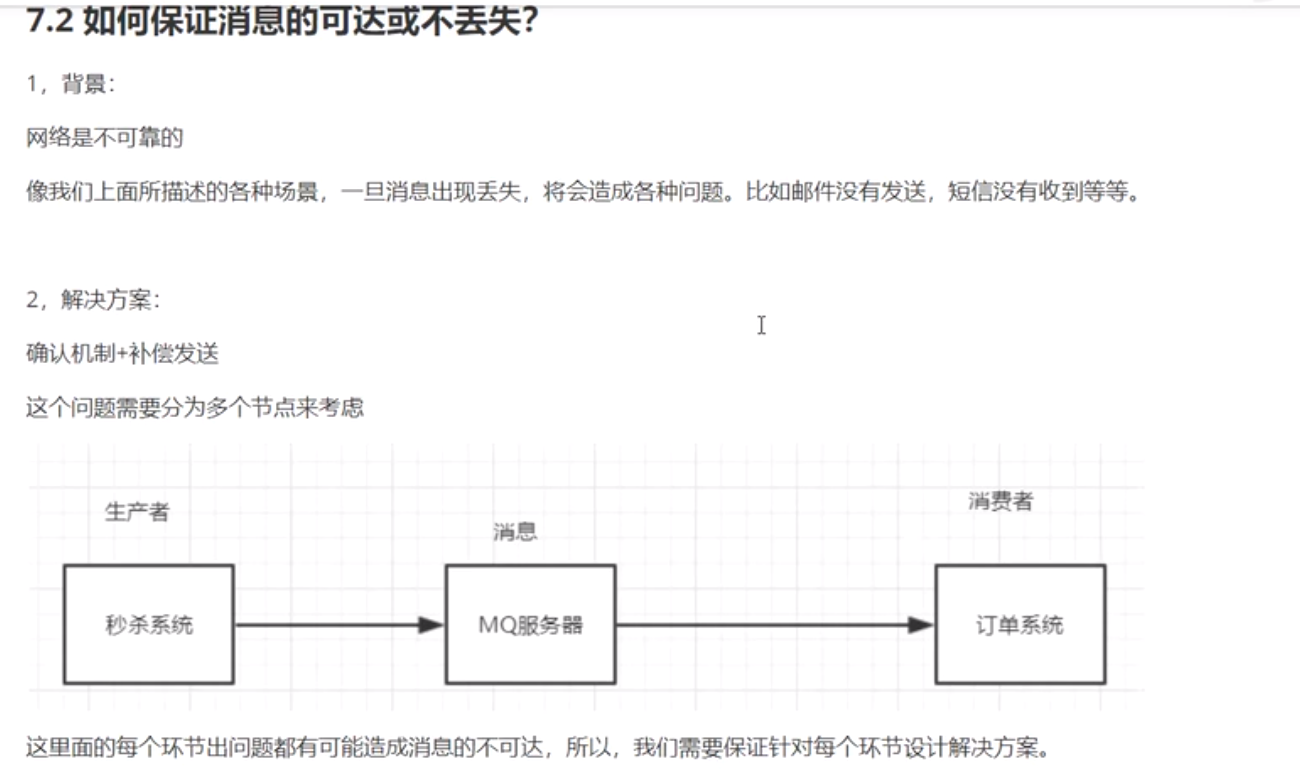 7.2 如何保证消息的可达或不丢失？
1，背景：
网络是不可靠的
像我们上面所描述的各种场景，一旦消息出现丢失，将会造成各种问题。比如邮件没有发送，短信没有收到等等。
2，解决方案：
确认机制+补偿发送
这个问题需要分为多个节点来考虑
生产者
消息
消费者
秒杀系统
MQ服务器
订单系统
这里面的每个环节出问题都有可能造成消息的不可达，所以，我们需要保证针对每个环节设计解决方案。